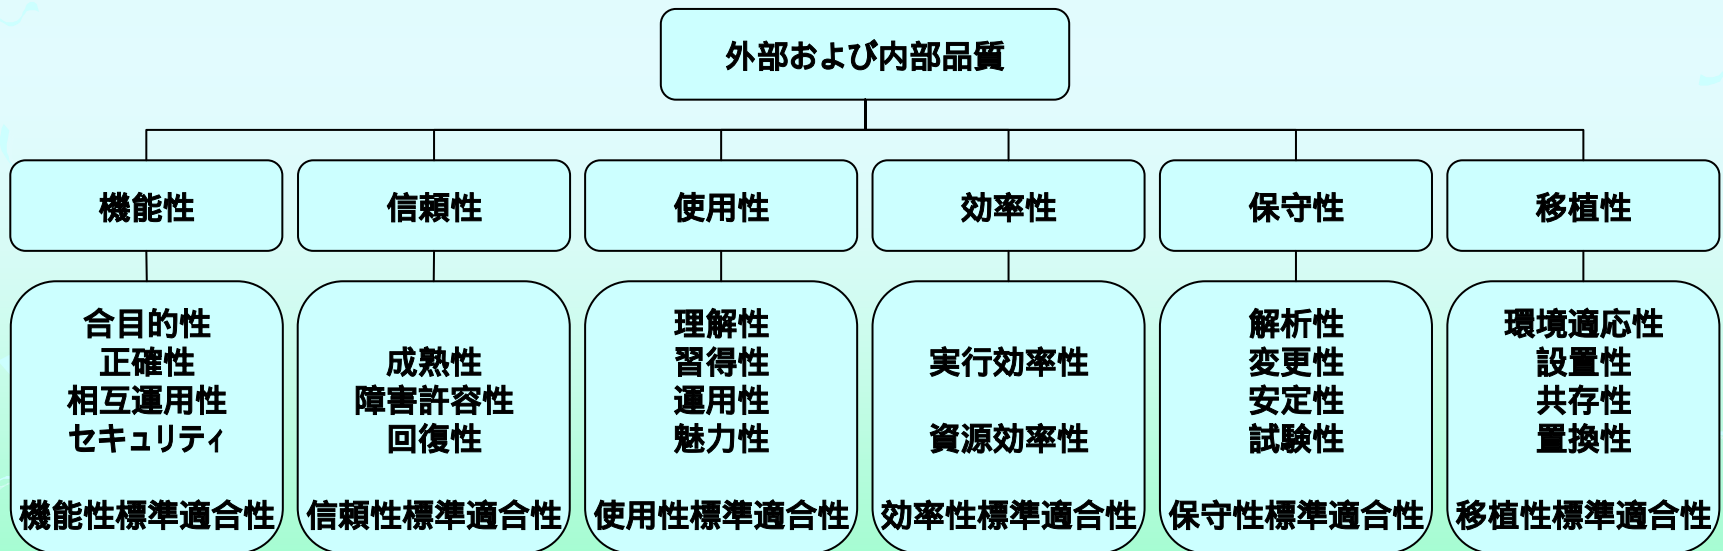 外部および内部品質
機能性
信頼性
使用性
効率性
保守性
移植性
合目的性
正確性
相互運用性
セキュリティ
機能性標準適合性
成熟性
障害許容性
回復性
信頼性標準適合性
理解性
習得性
運用性
魅力性
使用性標準適合性
実行効率性
資源効率性
効率性標準適合性
解析性
変更性
安定性
試験性
保守性標準適合性
環境適応性
設置性
共存性
置換性
移植性標準適合性